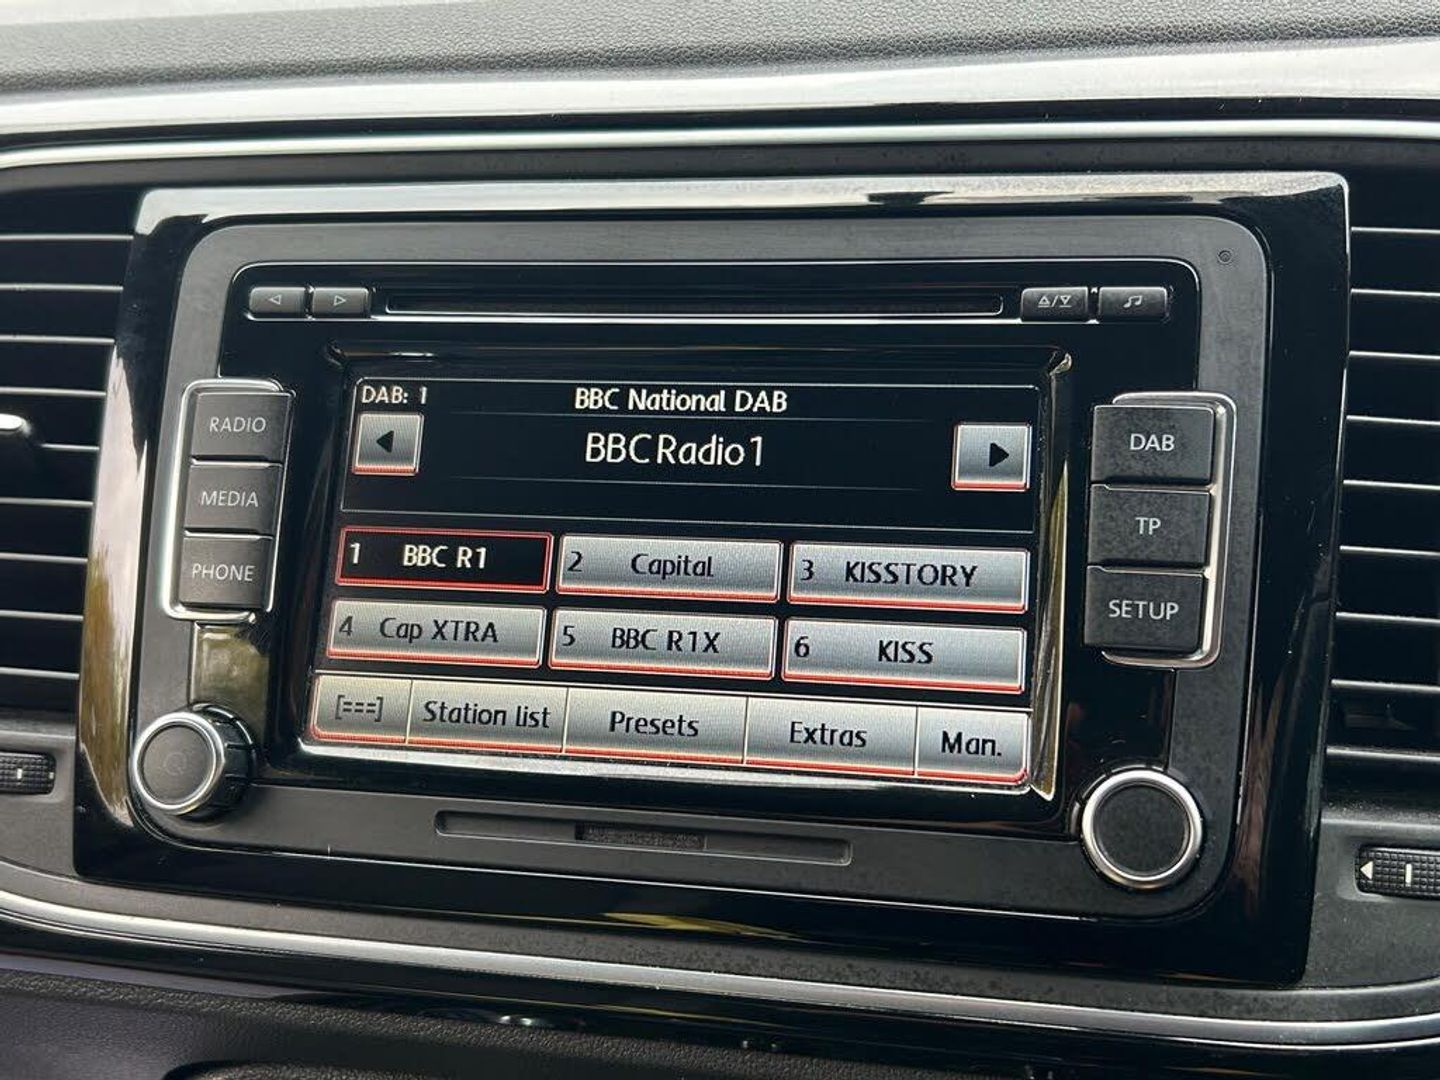 RADIO
MEDIA
PHONE
DAB: 1
BBC National DAB
BBC Radio 1
1 BBC R1
2 Capital
3 KISSTORY
4 Cap XTRA
5 BBC R1X
6 KISS
[===] Station list Presets Extras Man.
DAB
TP
SETUP